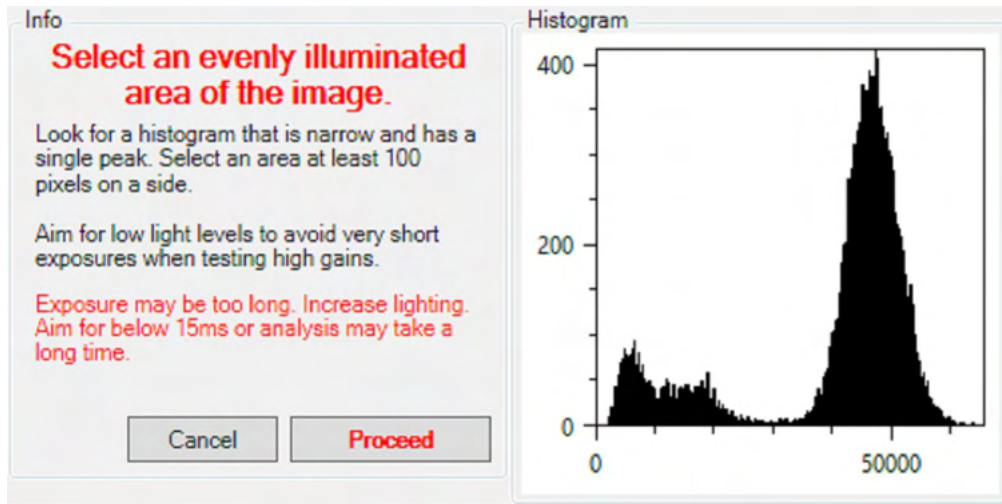 Info
Select an evenly illuminated
area of the image.
Look for a histogram that is narrow and has a
single peak. Select an area at least 100
pixels on a side.
Aim for low light levels to avoid very short
exposures when testing high gains.
Exposure may be too long. Increase lighting.
Aim for below 15ms or analysis may take a
long time.
Cancel
Proceed
Histogram
400
200
0
0
50000